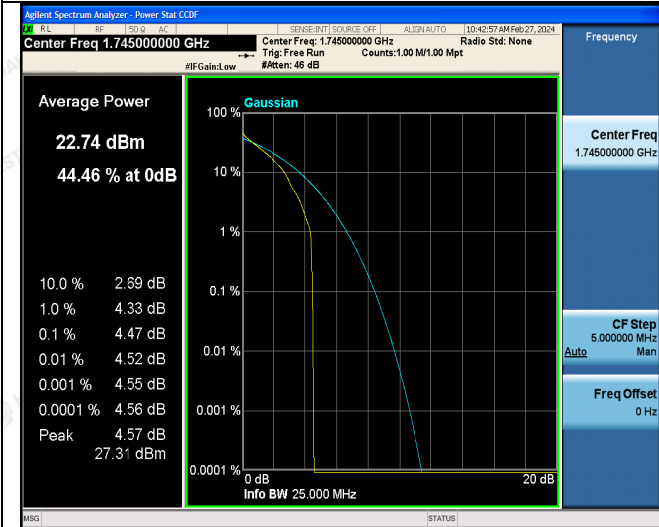 Agilent Spectrum Analyzer - Power Stat CCDF
LXI RL RF 50 Ω AC SENSE:INT SOURCE OFF ALIGN AUTO 10:42:57 AM Feb 27, 2024
Center Freq 1.745000000 GHz
Center Freq: 1.745000000 GHz Radio Std: None
Trig: Free Run Counts:1.00 M/1.00 Mpt
#IFGain:Low #Atten: 46 dB
Frequency
Average Power
22.74 dBm
44.46 % at 0dB
10.0 % 2.69 dB
1.0 % 4.33 dB
0.1 % 4.47 dB
0.01 % 4.52 dB
0.001 % 4.55 dB
0.0001 % 4.56 dB
Peak 4.57 dB
27.31 dBm
Gaussian
100 %
10 %
1 %
0.1 %
0.01 %
0.001 %
0.0001 %
0 dB 20 dB
Info BW 25.000 MHz
Center Freq
1.745000000 GHz
CF Step
5.000000 MHz
Auto Man
Freq Offset
0 Hz
MSG STATUS